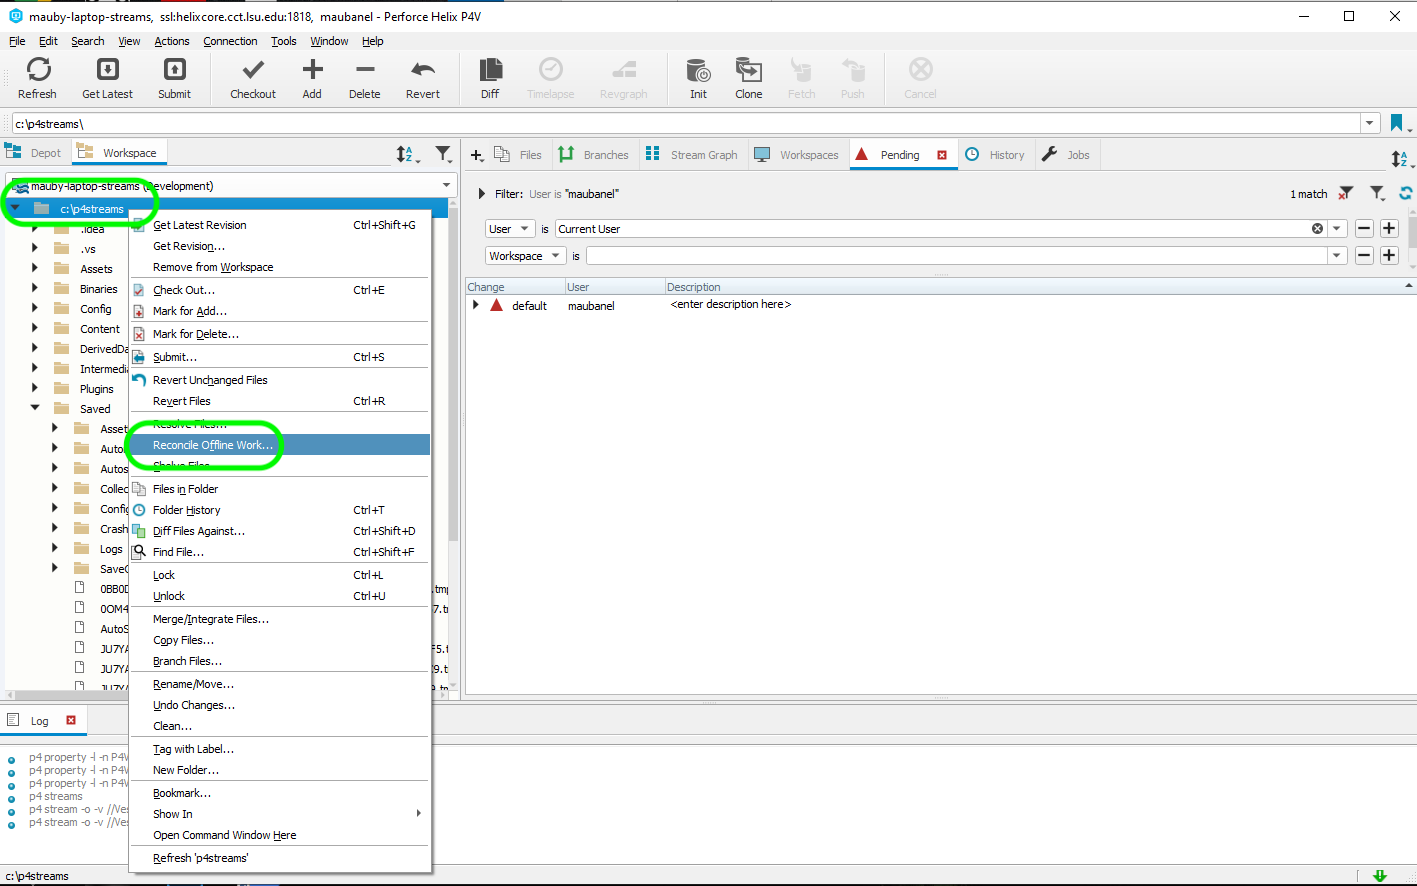 mauby-laptop-streams, ssl:helixcore.cct.lsu.edu:1818, maubanel - Perforce Helix P4V
File Edit Search View Actions Connection Tools Window Help
Refresh Get Latest Submit Checkout Add Delete Revert Diff Timelapse Revgraph Init Clone Fetch Push Cancel
c:\p4streams\
Depot Workspace
Files Branches Stream Graph Workspaces Pending History Jobs
mauby-laptop-streams (Development)
Filter: User is "maubanel"
1 match
c:\p4streams
.idea
.vs
Assets
Binaries
Config
Content
DerivedDa
Intermedia
Plugins
Saved
Asset
Auto
Autos
Collec
Config
Crash
Logs
Save
0BB0D
0OM4
AutoS
JU7YA
JU7YA
JU7YA
.tmp
7.tm
F5.t
9.t
Get Latest Revision Ctrl+Shift+G
Get Revision...
Remove from Workspace
Check Out... Ctrl+E
Mark for Add...
Mark for Delete...
Submit... Ctrl+S
Revert Unchanged Files
Revert Files Ctrl+R
Resolve Files...
Reconcile Offline Work...
Shelve Files...
Files in Folder
Folder History Ctrl+T
Diff Files Against... Ctrl+Shift+D
Find File... Ctrl+Shift+F
Lock Ctrl+L
Unlock Ctrl+U
Merge/Integrate Files...
Copy Files...
Branch Files...
Rename/Move...
Undo Changes...
Clean...
Tag with Label...
New Folder...
Bookmark...
Show In
Open Command Window Here
Refresh 'p4streams'
User is Current User
Workspace is
Change User Description
default maubanel <enter description here>
Log
p4 property -l -n P4V
p4 property -l -n P4V
p4 property -l -n P4V
p4 streams
p4 stream -o -v //Ves
p4 stream -o -v //Ves
c:\p4streams